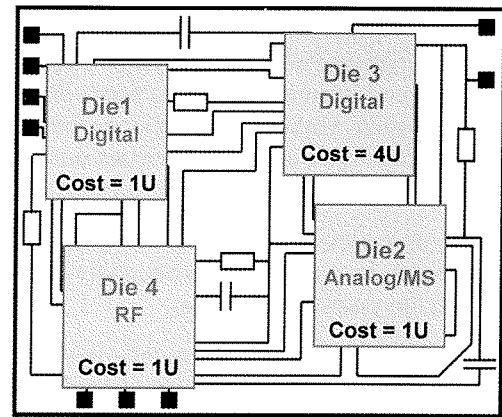 Die1
Digital
Cost = 1U
Die 3
Digital
Cost = 4U
Die 4
RF
Cost = 1U
Die2
Analog/MS
Cost = 1U